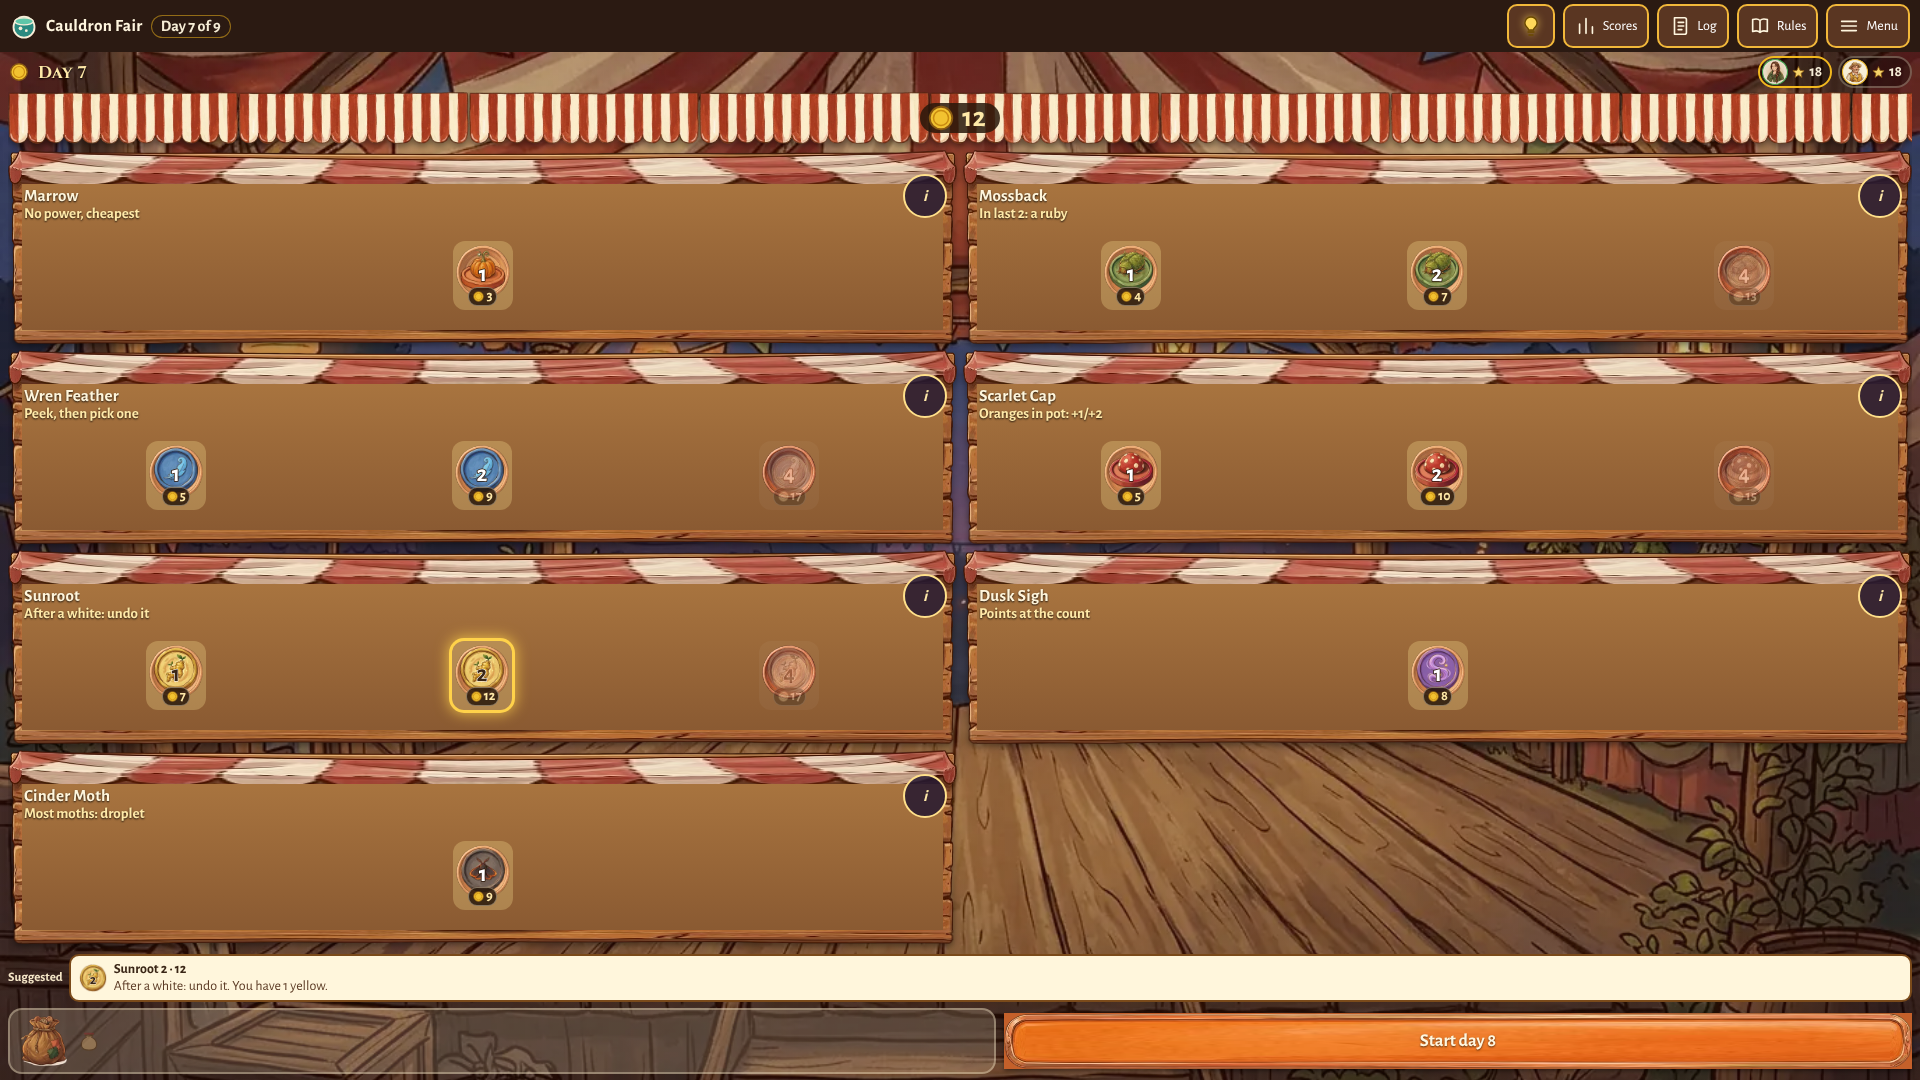 Cauldron Fair
Day 7 of 9
Scores
Log
Rules
Menu
DAY 7
18
18
12
Marrow
No power, cheapest
i
1
3
Mossback
In last 2: a ruby
i
1
4
2
7
4
13
Wren Feather
Peek, then pick one
i
1
5
2
9
4
17
Scarlet Cap
Oranges in pot: +1/+2
i
1
5
2
10
4
15
Sunroot
After a white: undo it
i
1
7
2
12
4
17
Dusk Sigh
Points at the count
i
1
8
Cinder Moth
Most moths: droplet
i
1
9
Suggested
2
Sunroot 2 · 12
After a white: undo it. You have 1 yellow.
Start day 8